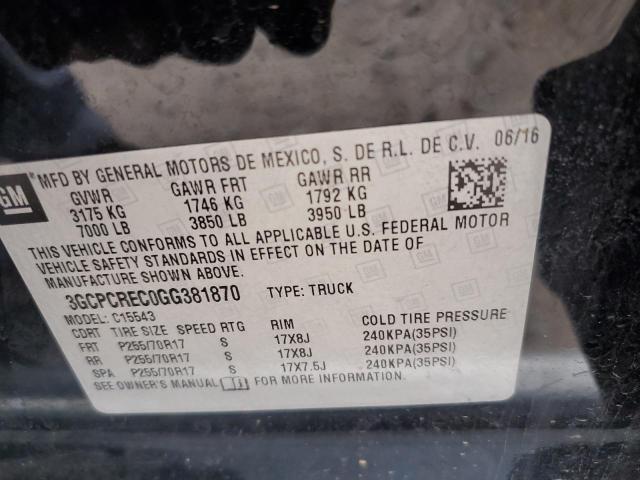 GM
MFD BY GENERAL MOTORS DE MEXICO, S. DE R.L. DE C.V. 06/16
GVWR GAWR FRT GAWR RR
3175 KG 1746 KG 1792 KG
7000 LB 3850 LB 3950 LB
THIS VEHICLE CONFORMS TO ALL APPLICABLE U.S. FEDERAL MOTOR
VEHICLE SAFETY STANDARDS IN EFFECT ON THE DATE OF
MANUFACTURE SHOWN ABOVE.
3GCPCREC0GG381870 TYPE: TRUCK
MODEL: C15543
CDRT TIRE SIZE SPEED RTG RIM COLD TIRE PRESSURE
FRT P255/70R17 S 17X8J 240KPA(35PSI)
RR P255/70R17 S 17X8J 240KPA(35PSI)
SPA P255/70R17 S 17X7.5J 240KPA(35PSI)
SEE OWNER'S MANUAL FOR MORE INFORMATION.